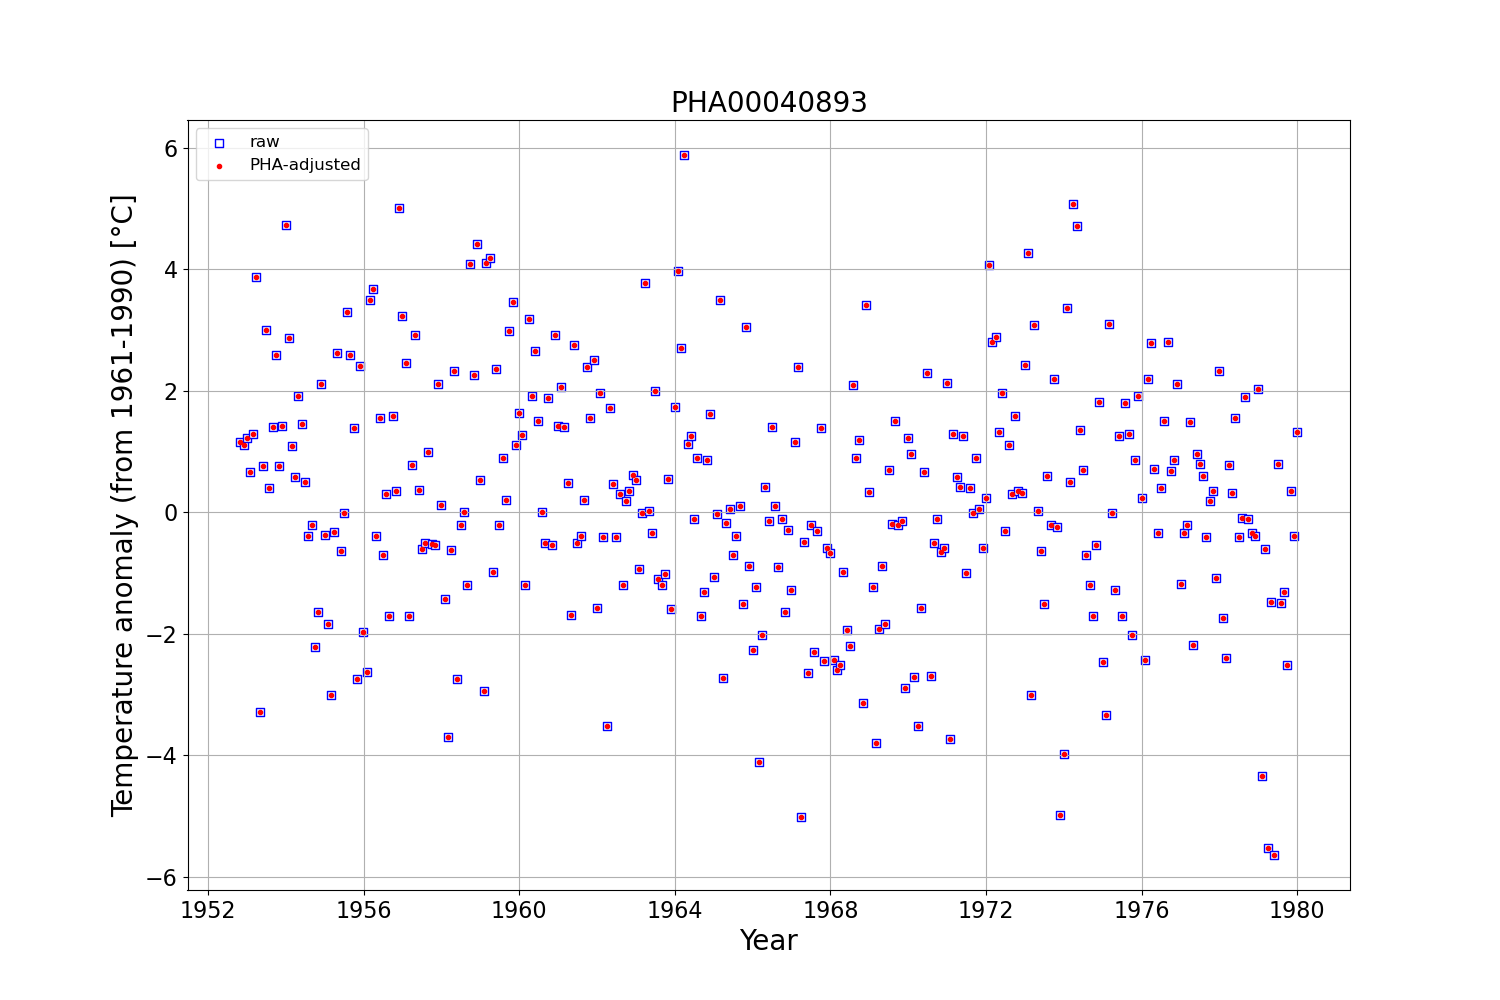 PHA00040893
raw
PHA-adjusted
Temperature anomaly (from 1961-1990) [°C]
6
4
2
0
−2
−4
−6
1952 1956 1960 1964 1968 1972 1976 1980
Year